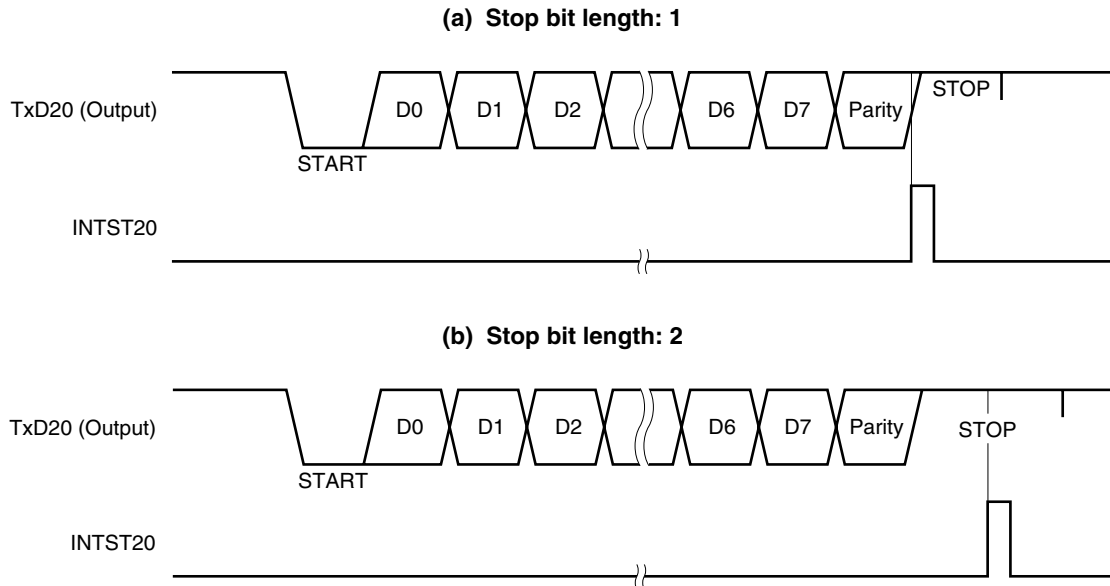 (a) Stop bit length: 1
TxD20 (Output)
D0 D1 D2 D6 D7 Parity
STOP
START
INTST20
(b) Stop bit length: 2
TxD20 (Output)
D0 D1 D2 D6 D7 Parity
STOP
START
INTST20